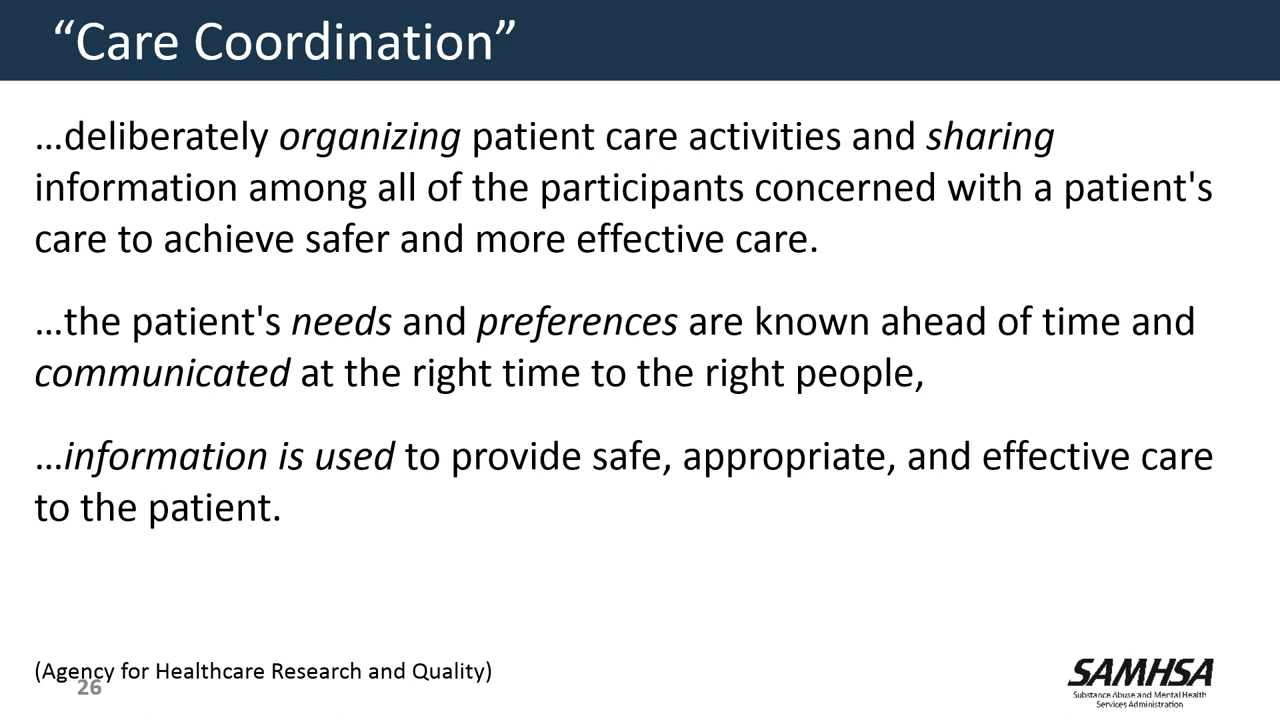 “Care Coordination”
…deliberately organizing patient care activities and sharing
information among all of the participants concerned with a patient's
care to achieve safer and more effective care.
…the patient's needs and preferences are known ahead of time and
communicated at the right time to the right people,
…information is used to provide safe, appropriate, and effective care
to the patient.
(Agency for Healthcare Research and Quality)
26
SAMHSA
Substance Abuse and Mental Health
Services Administration